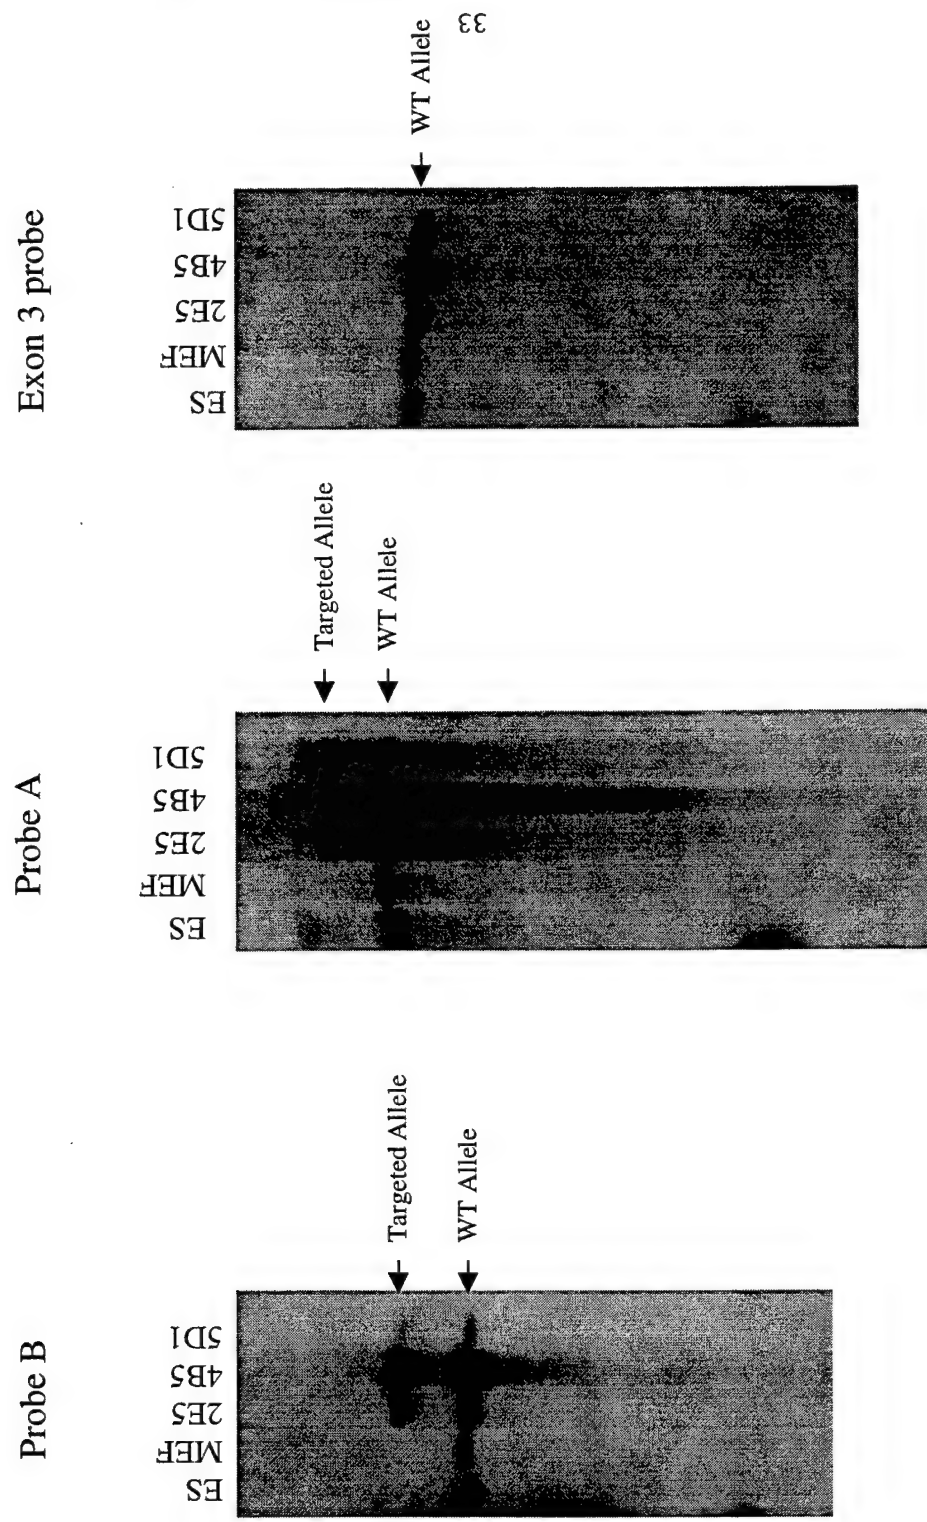 Probe B
ES
MEF
2E5
4B5
5D1
Targeted Allele
WT Allele
Probe A
ES
MEF
2E5
4B5
5D1
Targeted Allele
WT Allele
Exon 3 probe
ES
MEF
2E5
4B5
5D1
WT Allele
33